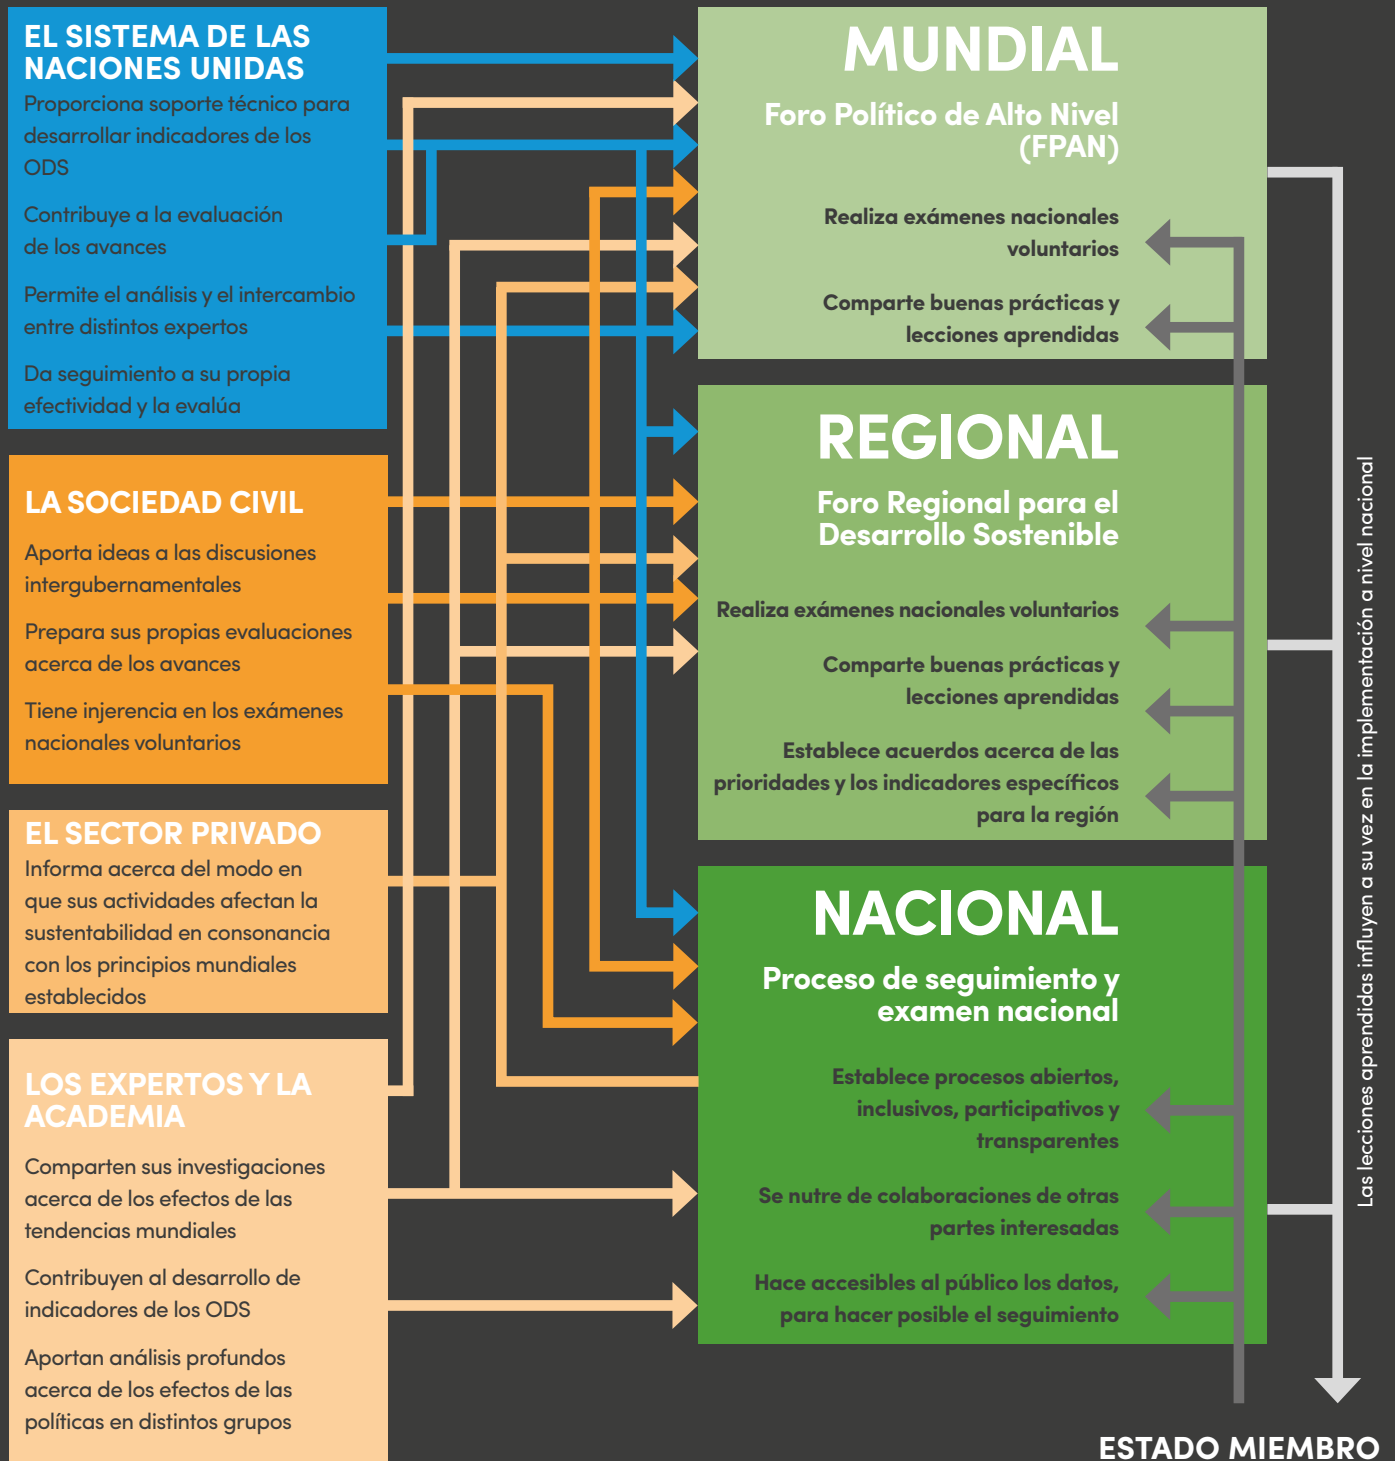 EL SISTEMA DE LAS
NACIONES UNIDAS
Proporciona soporte técnico para
desarrollar indicadores de los
ODS
Contribuye a la evaluación
de los avances
Permite el análisis y el intercambio
entre distintos expertos
Da seguimiento a su propia
efectividad y la evalúa
LA SOCIEDAD CIVIL
Aporta ideas a las discusiones
intergubernamentales
Prepara sus propias evaluaciones
acerca de los avances
Tiene injerencia en los exámenes
nacionales voluntarios
EL SECTOR PRIVADO
Informa acerca del modo en
que sus actividades afectan la
sustentabilidad en consonancia
con los principios mundiales
establecidos
LOS EXPERTOS Y LA
ACADEMIA
Comparten sus investigaciones
acerca de los efectos de las
tendencias mundiales
Contribuyen al desarrollo de
indicadores de los ODS
Aportan análisis profundos
acerca de los efectos de las
políticas en distintos grupos
MUNDIAL
Foro Político de Alto Nivel
(FPAN)
Realiza exámenes nacionales
voluntarios
Comparte buenas prácticas y
lecciones aprendidas
REGIONAL
Foro Regional para el
Desarrollo Sostenible
Realiza exámenes nacionales voluntarios
Comparte buenas prácticas y
lecciones aprendidas
Establece acuerdos acerca de las
prioridades y los indicadores específicos
para la región
NACIONAL
Proceso de seguimiento y
examen nacional
Establece procesos abiertos,
inclusivos, participativos y
transparentes
Se nutre de colaboraciones de otras
partes interesadas
Hace accesibles al público los datos,
para hacer posible el seguimiento
Las lecciones aprendidas influyen a su vez en la implementación a nivel nacional
ESTADO MIEMBRO